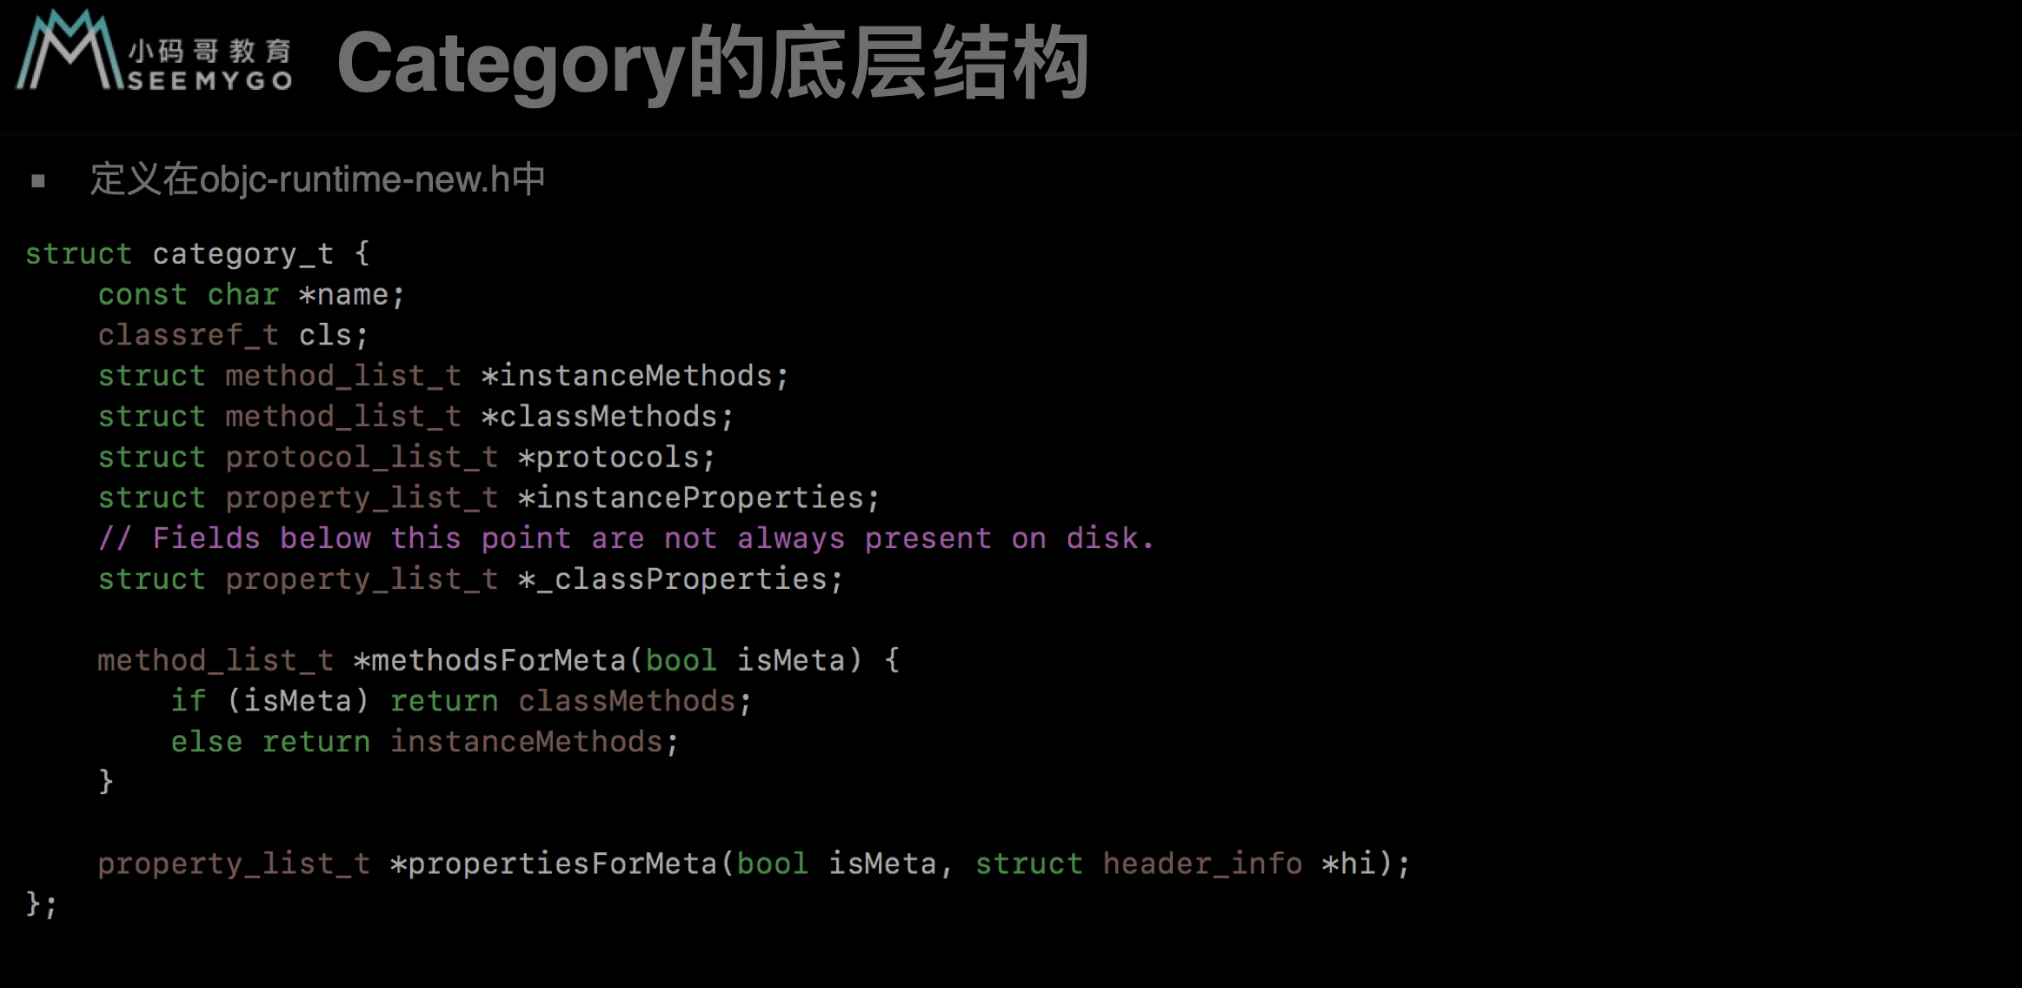 小码哥教育
SEEMYGO
Category的底层结构
▪ 定义在objc-runtime-new.h中
struct category_t {
    const char *name;
    classref_t cls;
    struct method_list_t *instanceMethods;
    struct method_list_t *classMethods;
    struct protocol_list_t *protocols;
    struct property_list_t *instanceProperties;
    // Fields below this point are not always present on disk.
    struct property_list_t *_classProperties;

    method_list_t *methodsForMeta(bool isMeta) {
        if (isMeta) return classMethods;
        else return instanceMethods;
    }

    property_list_t *propertiesForMeta(bool isMeta, struct header_info *hi);
};